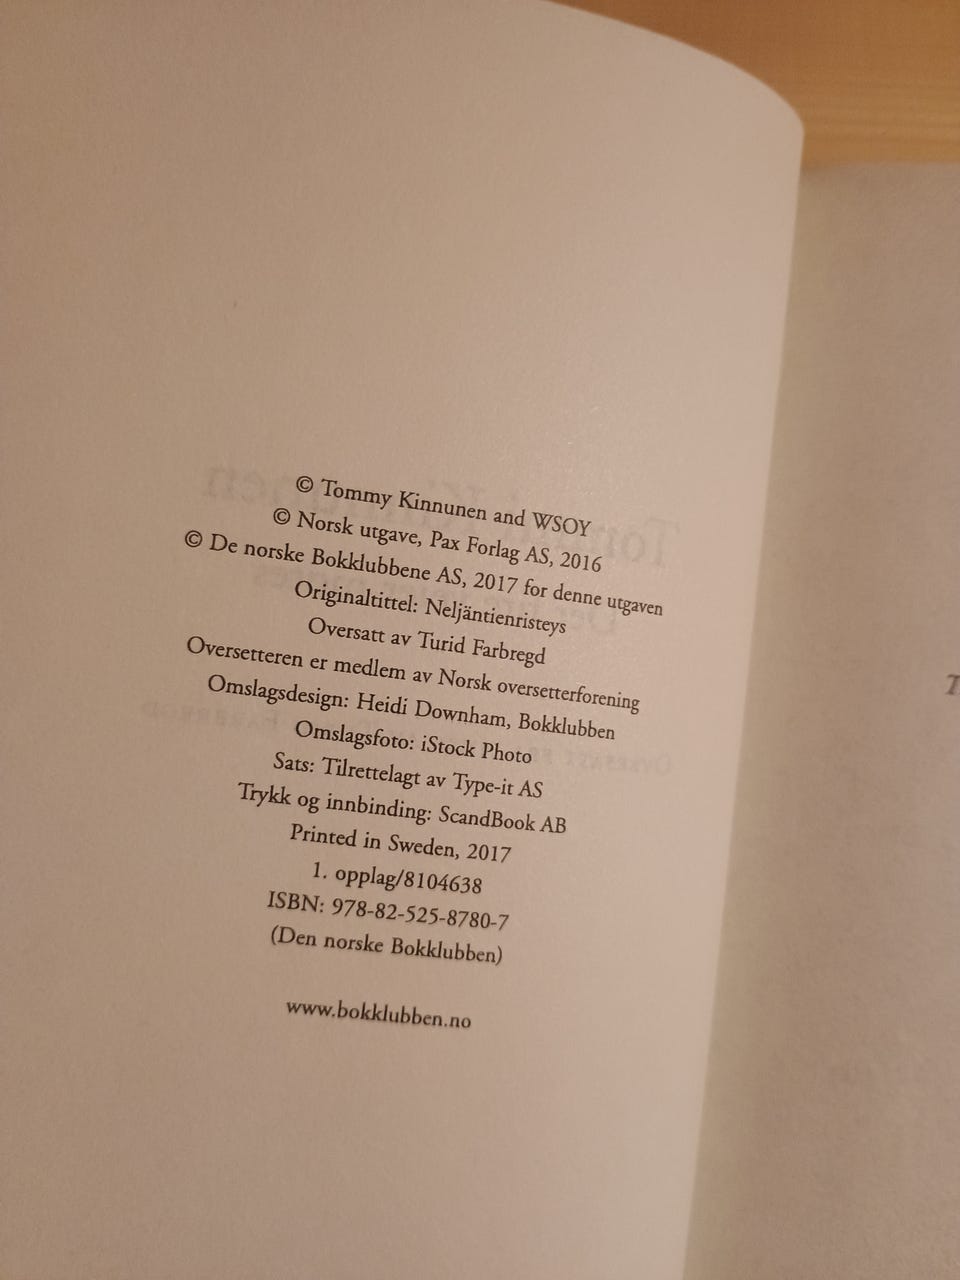 © Tommy Kinnunen and WSOY
© Norsk utgave, Pax Forlag AS, 2016
© De norske Bokklubbene AS, 2017 for denne utgaven
Originaltittel: Neljäntienristeys
Oversatt av Turid Farbregd
Oversetteren er medlem av Norsk oversetterforening
Omslagsdesign: Heidi Downham, Bokklubben
Omslagsfoto: iStock Photo
Sats: Tilrettelagt av Type-it AS
Trykk og innbinding: ScandBook AB
Printed in Sweden, 2017
1. opplag/8104638
ISBN: 978-82-525-8780-7
(Den norske Bokklubben)
www.bokklubben.no